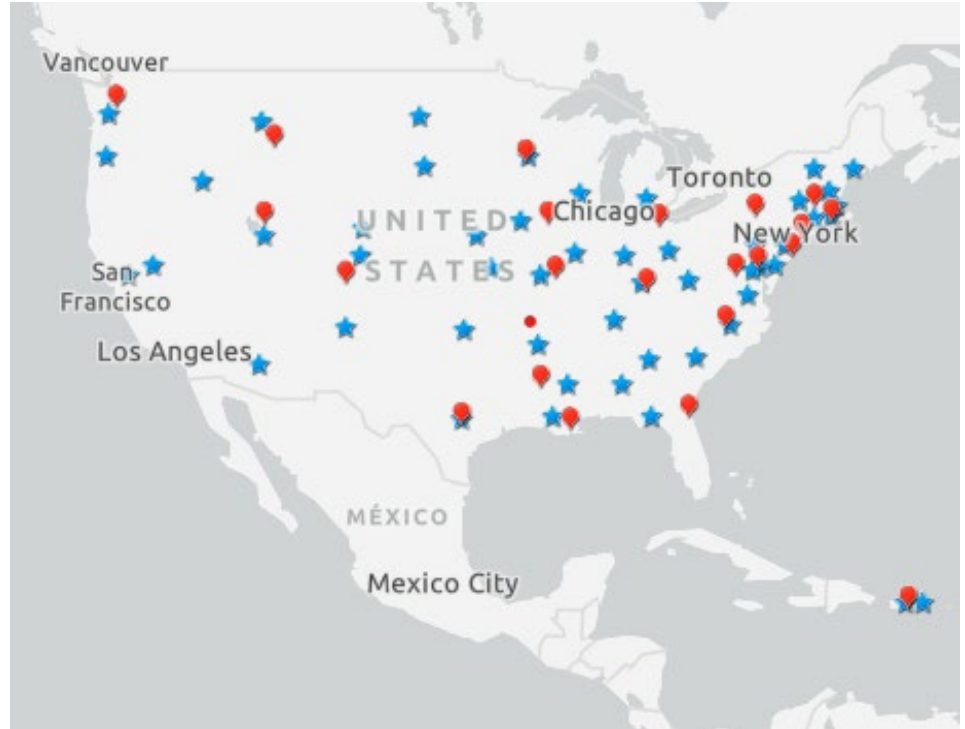 Vancouver
Toronto
UNITED
Chicago
New York
STATES
San
Francisco
Los Angeles
MÉXICO
Mexico City